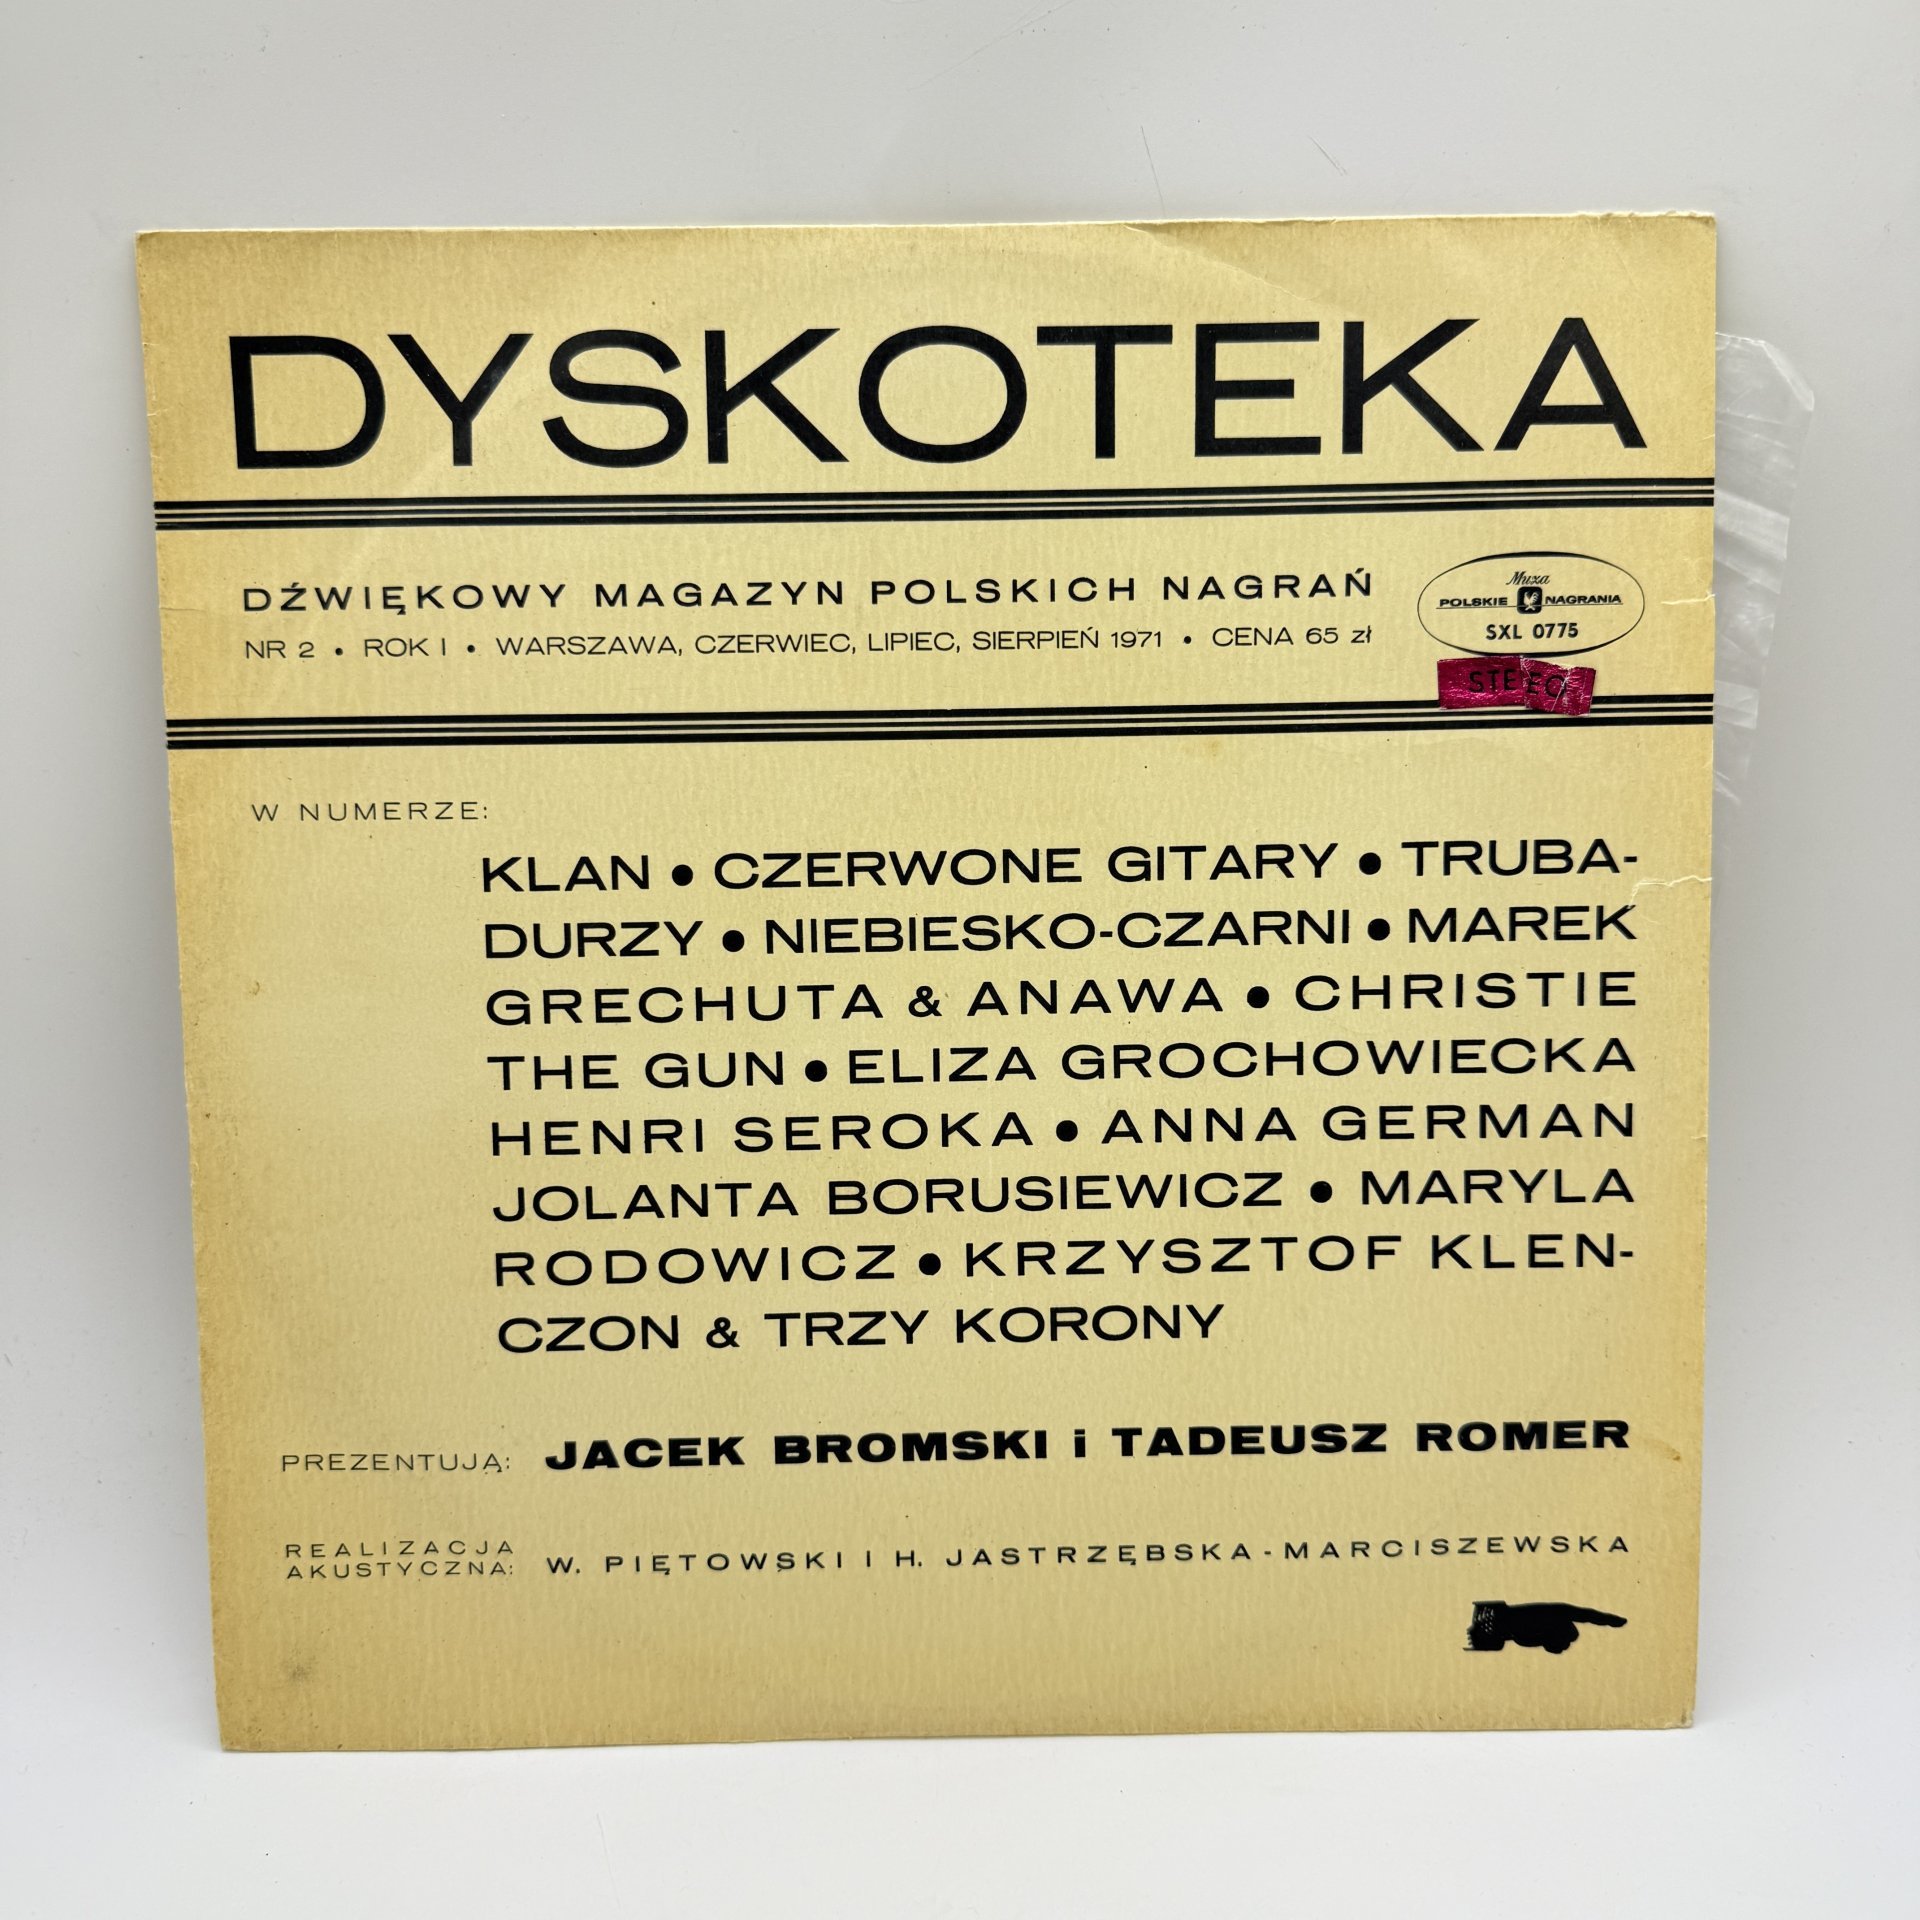 DYSKOTEKA
DŹWIĘKOWY MAGAZYN POLSKICH NAGRAŃ
NR 2 • ROK I • WARSZAWA, CZERWIEC, LIPIEC, SIERPIEŃ 1971 • CENA 65 zł
Muza
POLSKIE NAGRANIA
SXL 0775
STEREO
W NUMERZE:
KLAN • CZERWONE GITARY • TRUBA-
DURZY • NIEBIESKO-CZARNI • MAREK
GRECHUTA & ANAWA • CHRISTIE
THE GUN • ELIZA GROCHOWIECKA
HENRI SEROKA • ANNA GERMAN
JOLANTA BORUSIEWICZ • MARYLA
RODOWICZ • KRZYSZTOF KLEN-
CZON & TRZY KORONY
PREZENTUJĄ: JACEK BROMSKI i TADEUSZ ROMER
REALIZACJA
AKUSTYCZNA: W. PIĘTOWSKI I H. JASTRZĘBSKA-MARCISZEWSKA